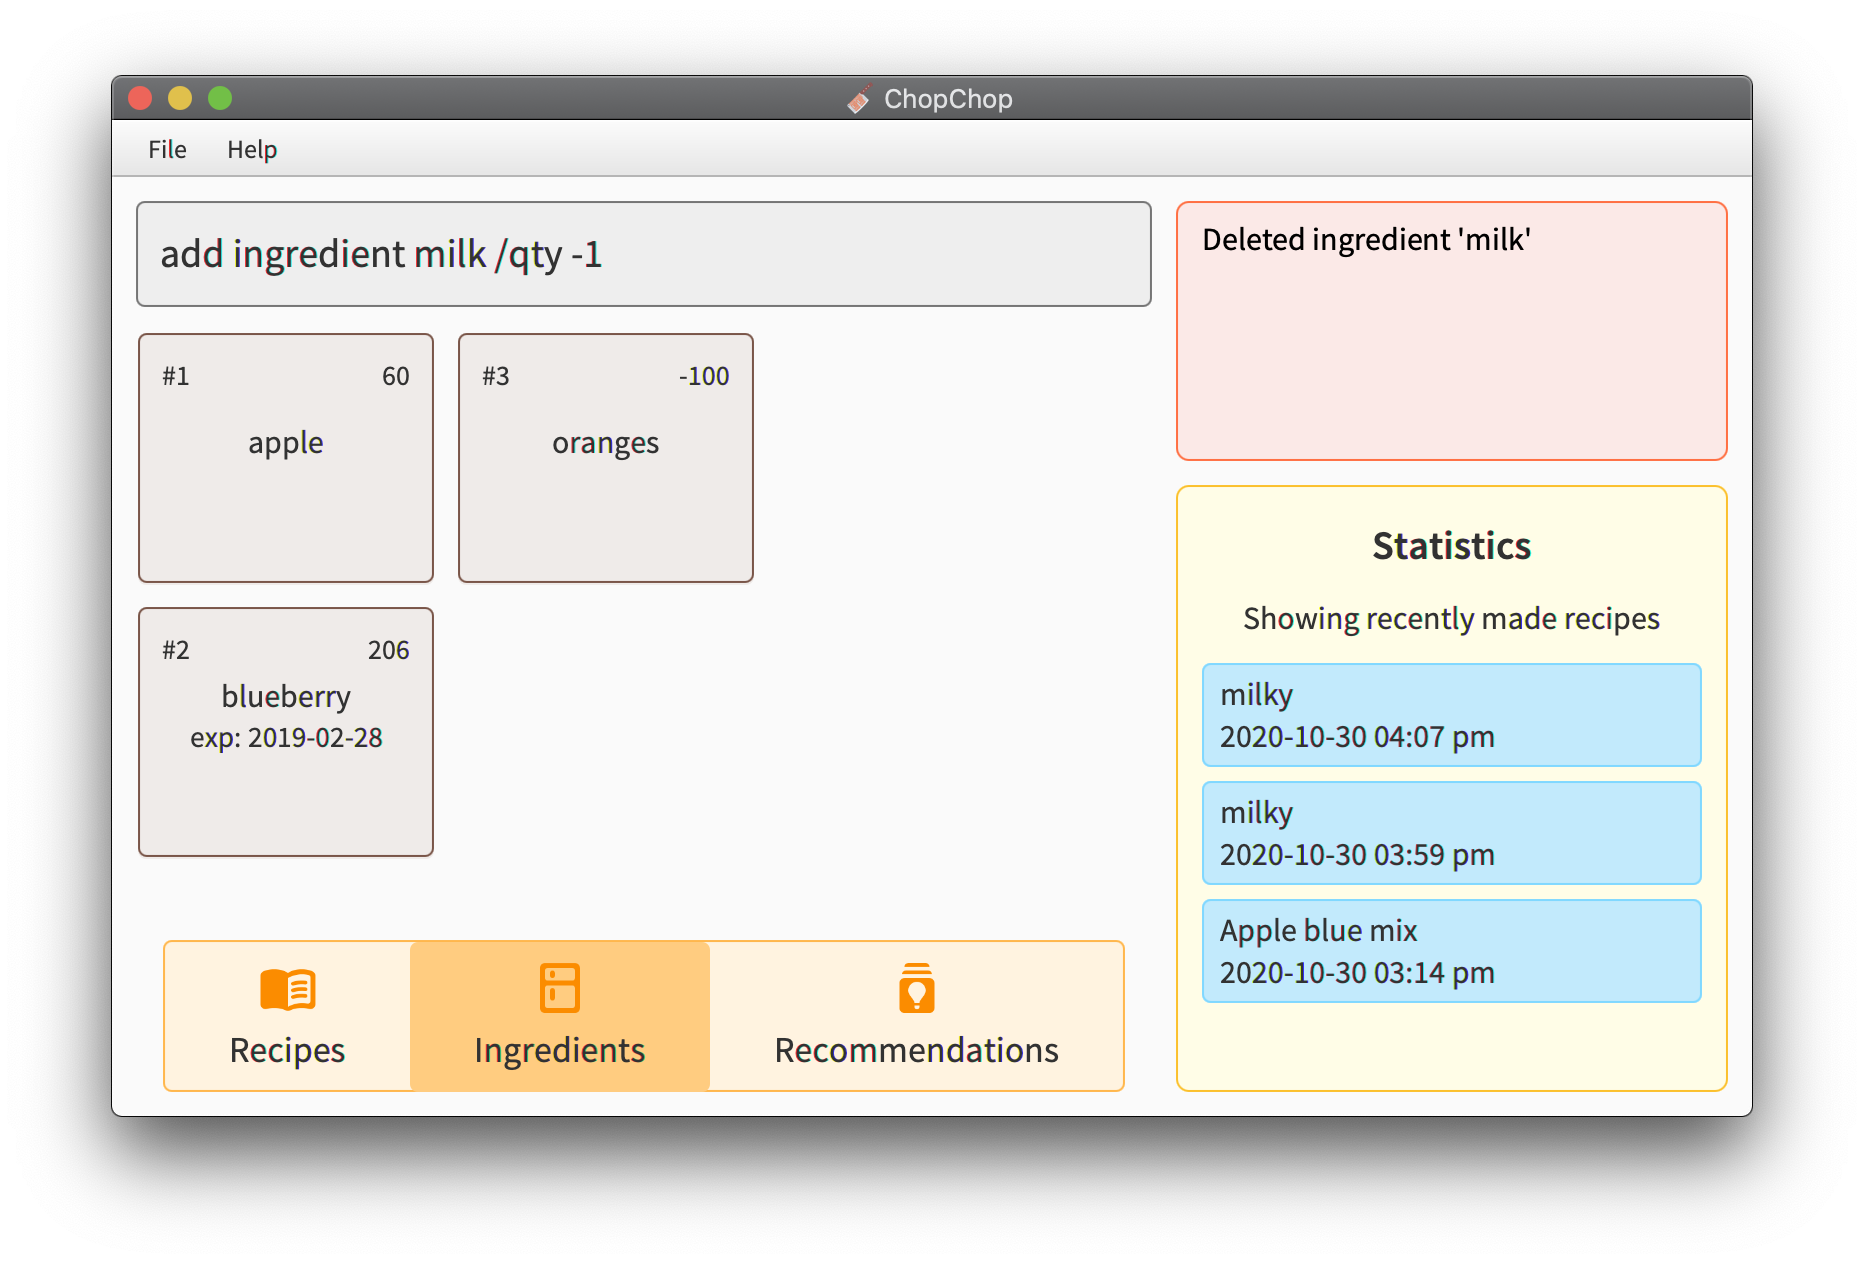 ChopChop
File Help
add ingredient milk /qty -1
Deleted ingredient 'milk'
#1 60
apple
#3 -100
oranges
#2 206
blueberry
exp: 2019-02-28
Recipes
Ingredients
Recommendations
Statistics
Showing recently made recipes
milky
2020-10-30 04:07 pm
milky
2020-10-30 03:59 pm
Apple blue mix
2020-10-30 03:14 pm